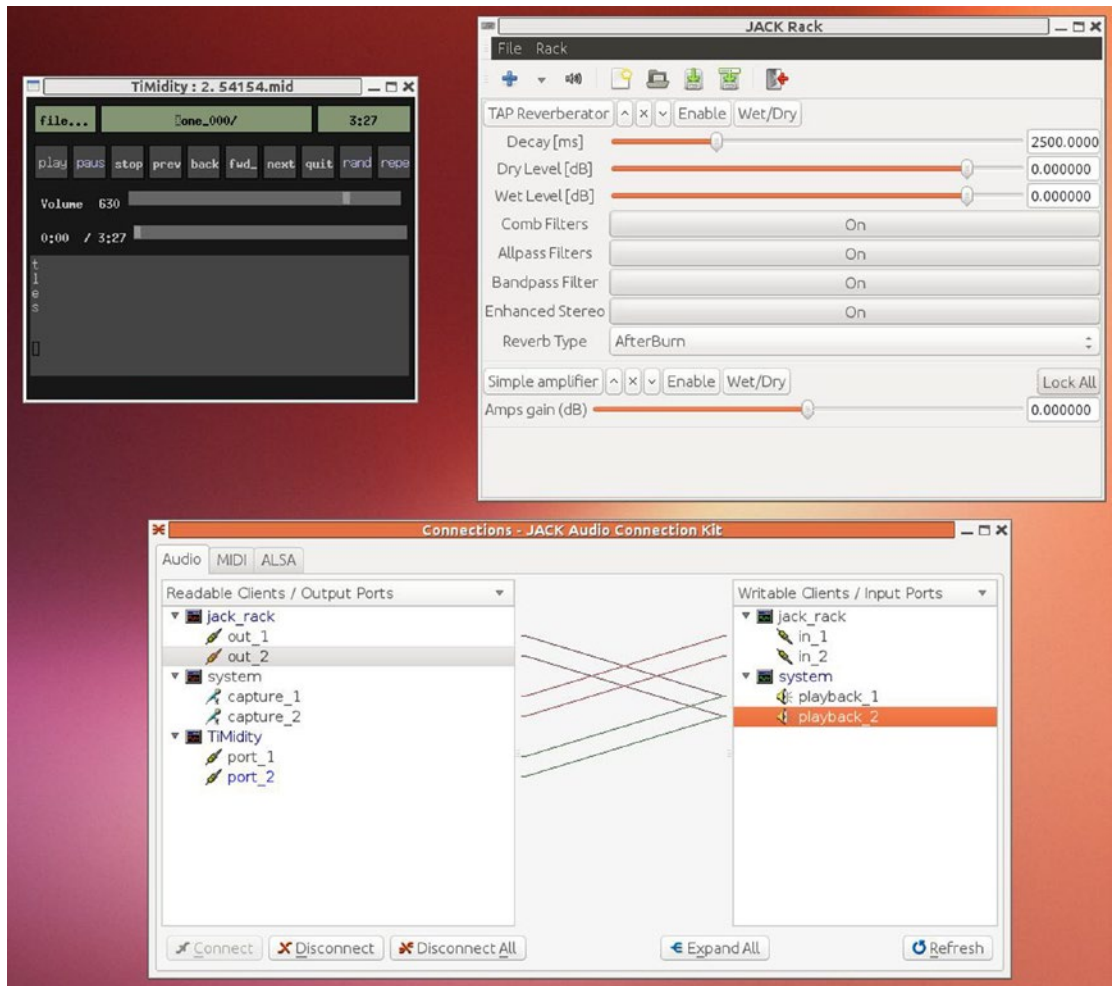 TiMidity : 2. 54154.mid
file... one_000/ 3:27
play paus stop prev back fwd_ next quit rand repe
Volume 630
0:00 / 3:27
t
l
e
s
JACK Rack
File Rack
TAP Reverberator Enable Wet/Dry
Decay [ms] 2500.0000
Dry Level [dB] 0.000000
Wet Level [dB] 0.000000
Comb Filters On
Allpass Filters On
Bandpass Filter On
Enhanced Stereo On
Reverb Type AfterBurn
Simple amplifier Enable Wet/Dry Lock All
Amps gain (dB) 0.000000
Connections - JACK Audio Connection Kit
Audio MIDI ALSA
Readable Clients / Output Ports
jack_rack
out_1
out_2
system
capture_1
capture_2
TiMidity
port_1
port_2
Writable Clients / Input Ports
jack_rack
in_1
in_2
system
playback_1
playback_2
Connect Disconnect Disconnect All Expand All Refresh